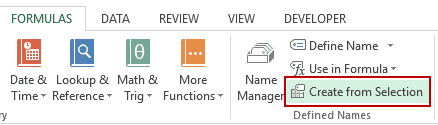 FORMULAS DATA REVIEW VIEW DEVELOPER
Date & Time
Lookup & Reference
Math & Trig
More Functions
Name Manager
Define Name
Use in Formula
Create from Selection
ry
Defined Names